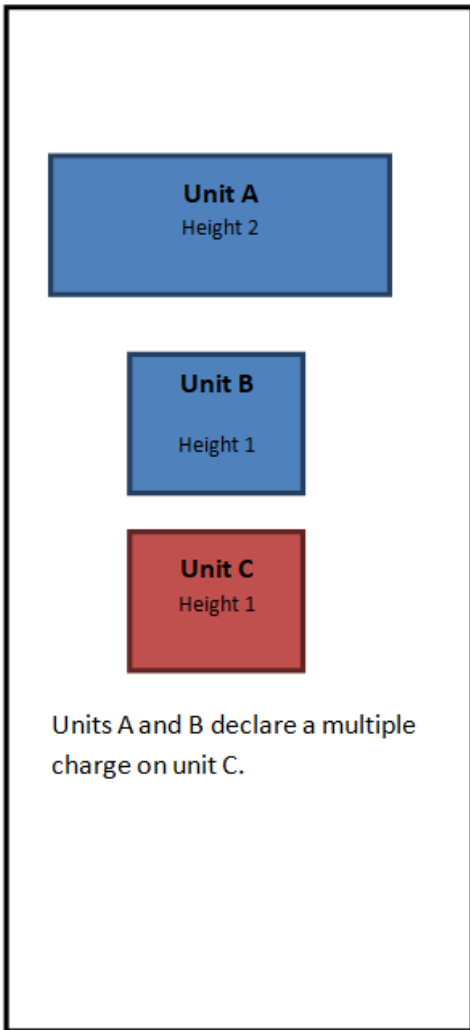 Unit A
Height 2
Unit B
Height 1
Unit C
Height 1
Units A and B declare a multiple
charge on unit C.